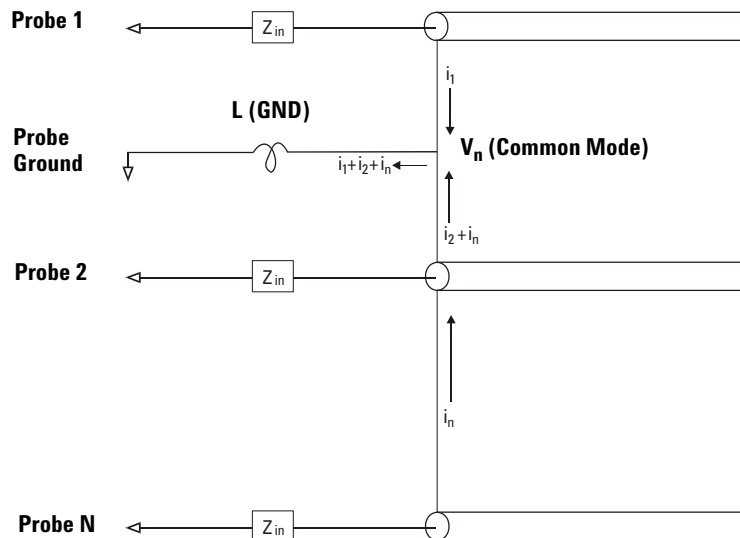 Probe 1
Zin
i1
L (GND)
Probe
Ground
Vn (Common Mode)
i1+i2+in
i2+in
Probe 2
Zin
in
Probe N
Zin